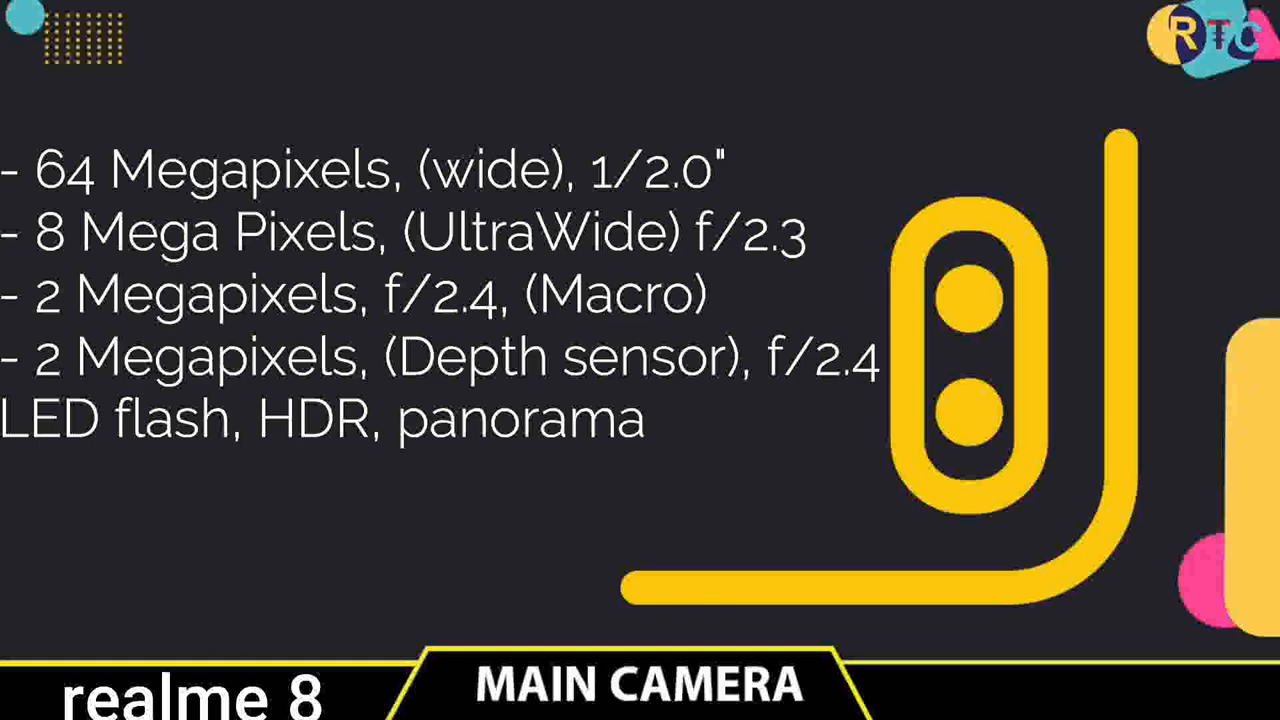 RTC
- 64 Megapixels, (wide), 1/2.0"
- 8 Mega Pixels, (UltraWide) f/2.3
- 2 Megapixels, f/2.4, (Macro)
- 2 Megapixels, (Depth sensor), f/2.4
LED flash, HDR, panorama
MAIN CAMERA
realme 8